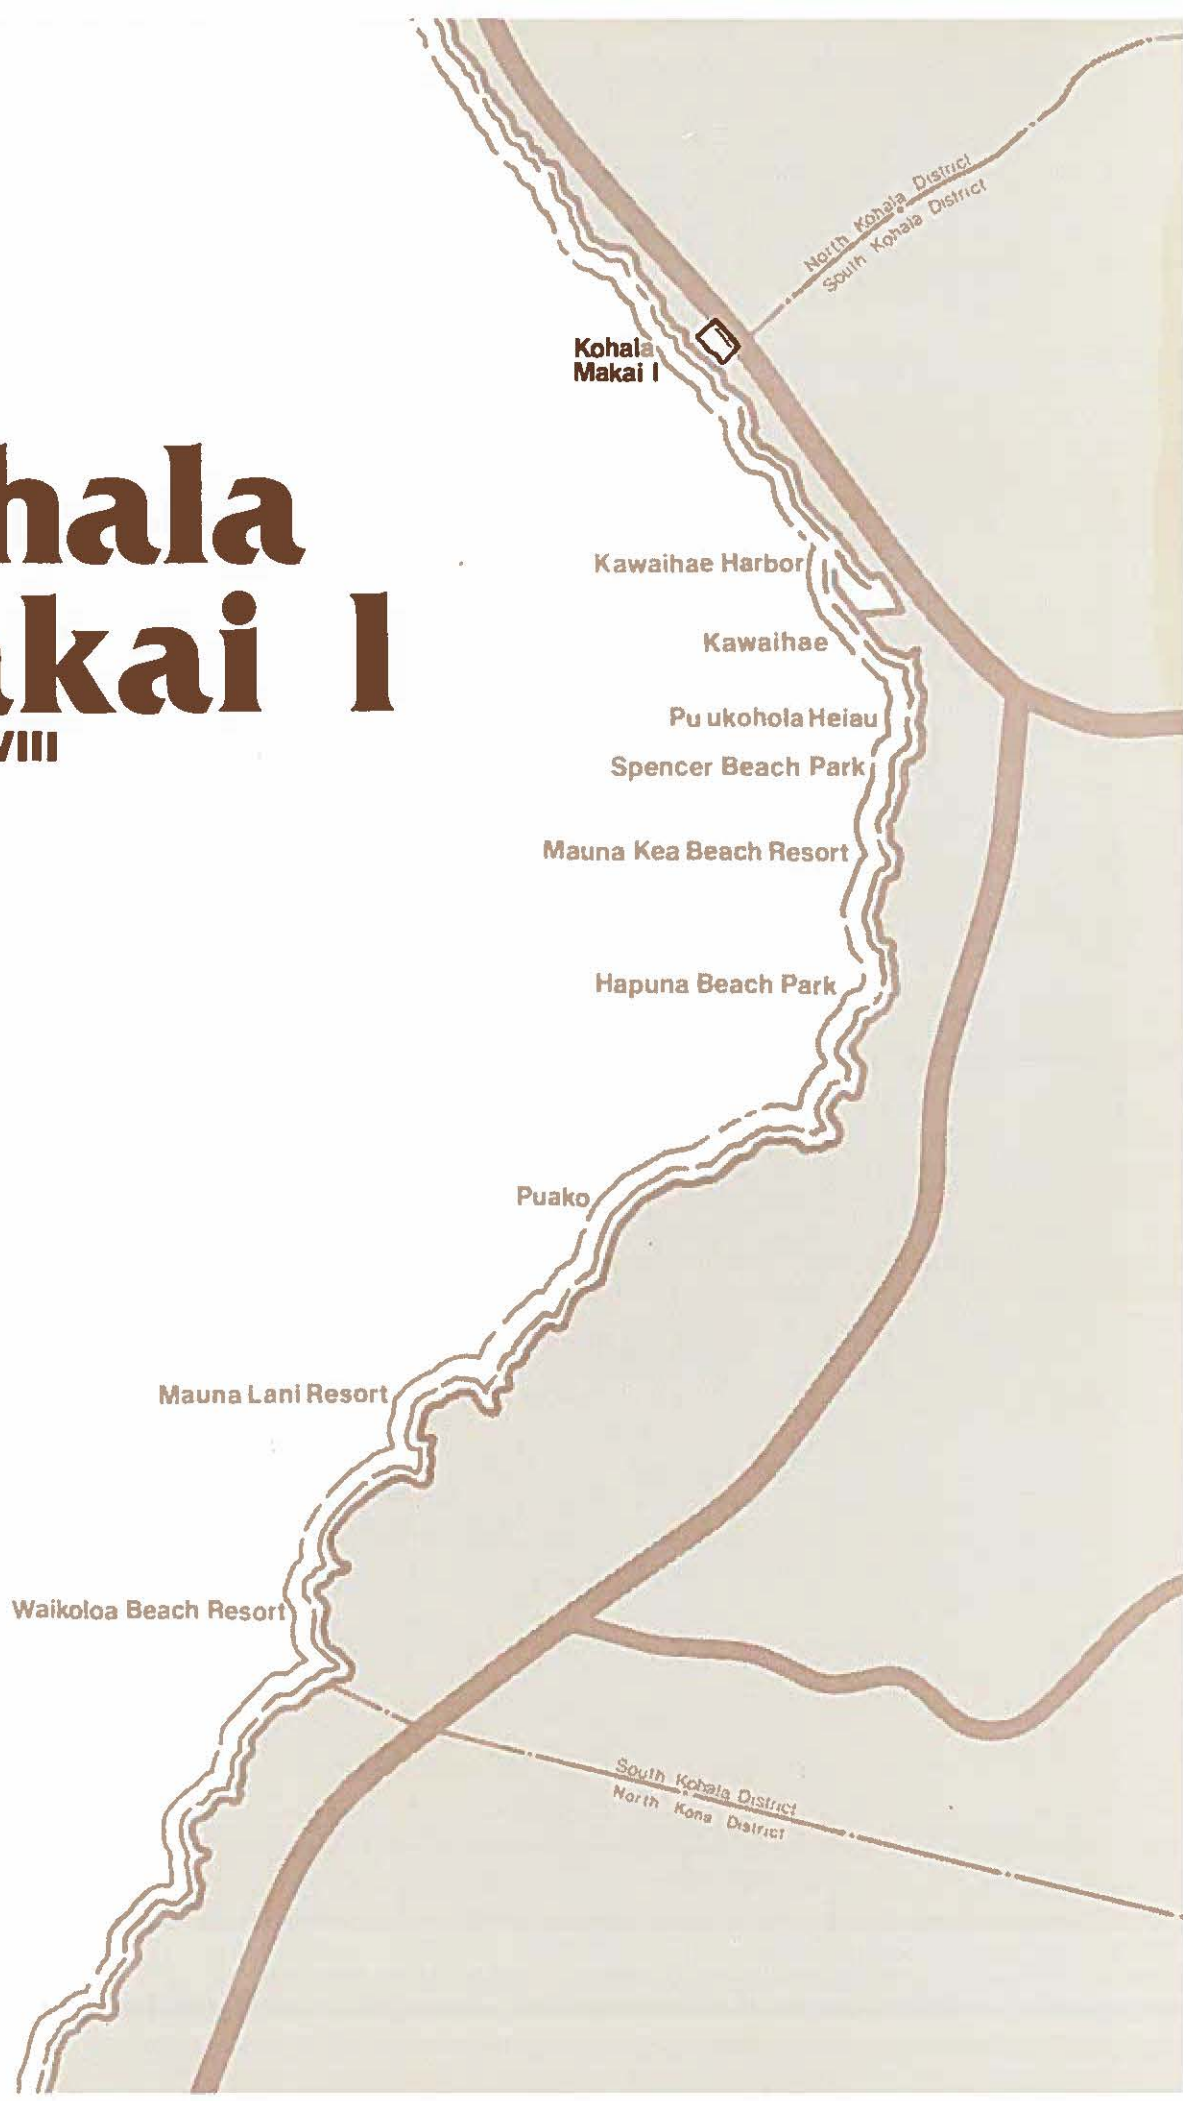 North Kohala District
South Kohala District
Kohala
Makai I
hala
akai I
VIII
Kawaihae Harbor
Kawaihae
Pu ukohola Heiau
Spencer Beach Park
Mauna Kea Beach Resort
Hapuna Beach Park
Puako
Mauna Lani Resort
Waikoloa Beach Resort
South Kohala District
North Kona District